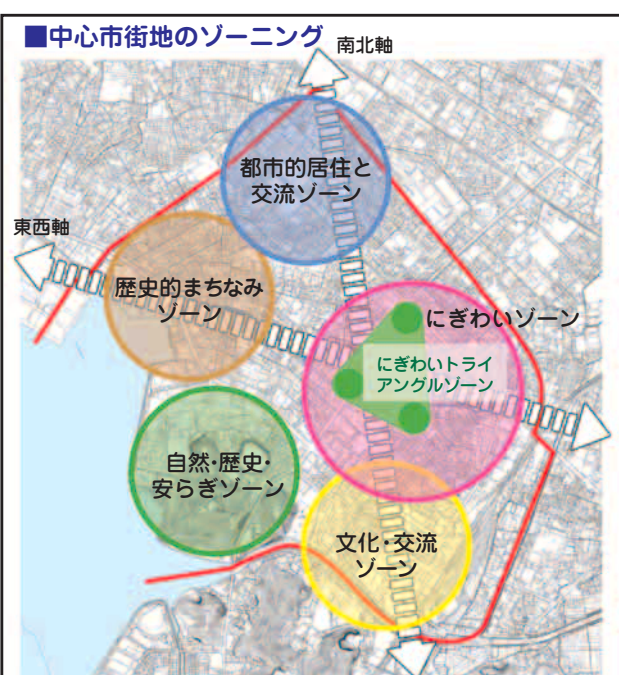 ■中心市街地のゾーニング
南北軸
都市的居住と
交流ゾーン
東西軸
歴史的まちなみ
ゾーン
にぎわいゾーン
にぎわいトライ
アングルゾーン
自然・歴史・
安らぎゾーン
文化・交流
ゾーン